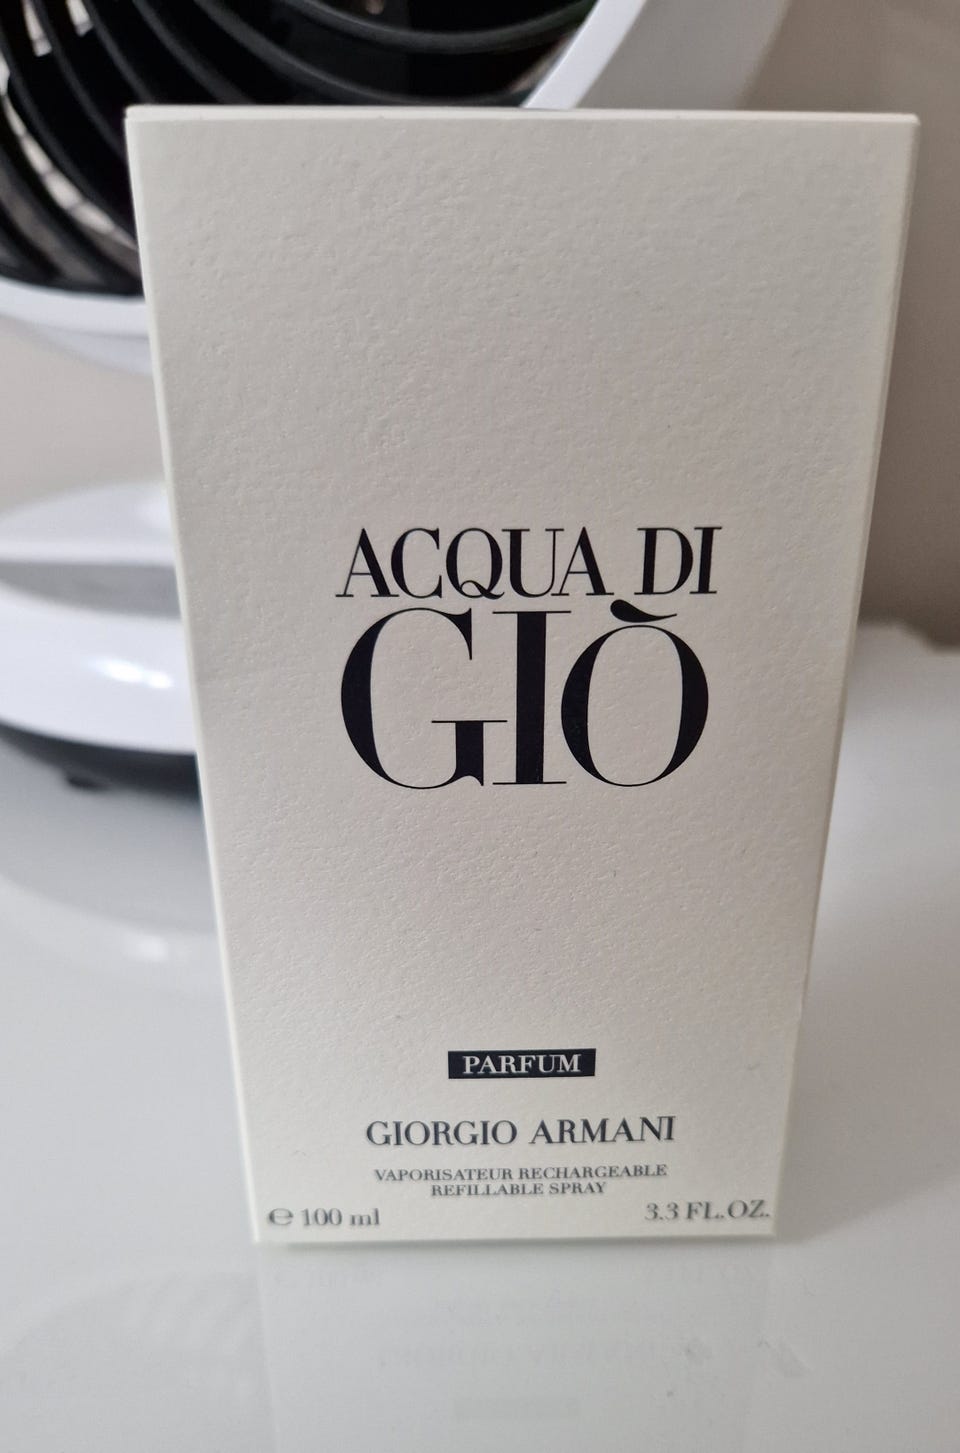 ACQUA DI
GIÒ
PARFUM
GIORGIO ARMANI
VAPORISATEUR RECHARGEABLE
REFILLABLE SPRAY
℮ 100 ml 3.3 FL.OZ.